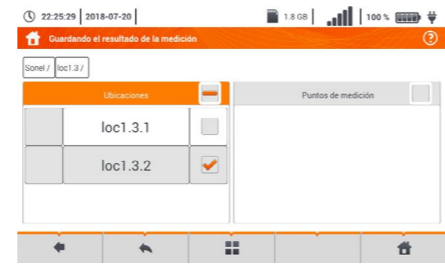 22:25:29 2018-07-20 1.8 GB 100 %
Guardando el resultado de la medición
Sonel / loc1.3 /
Ubicaciones Puntos de medición
loc1.3.1
loc1.3.2